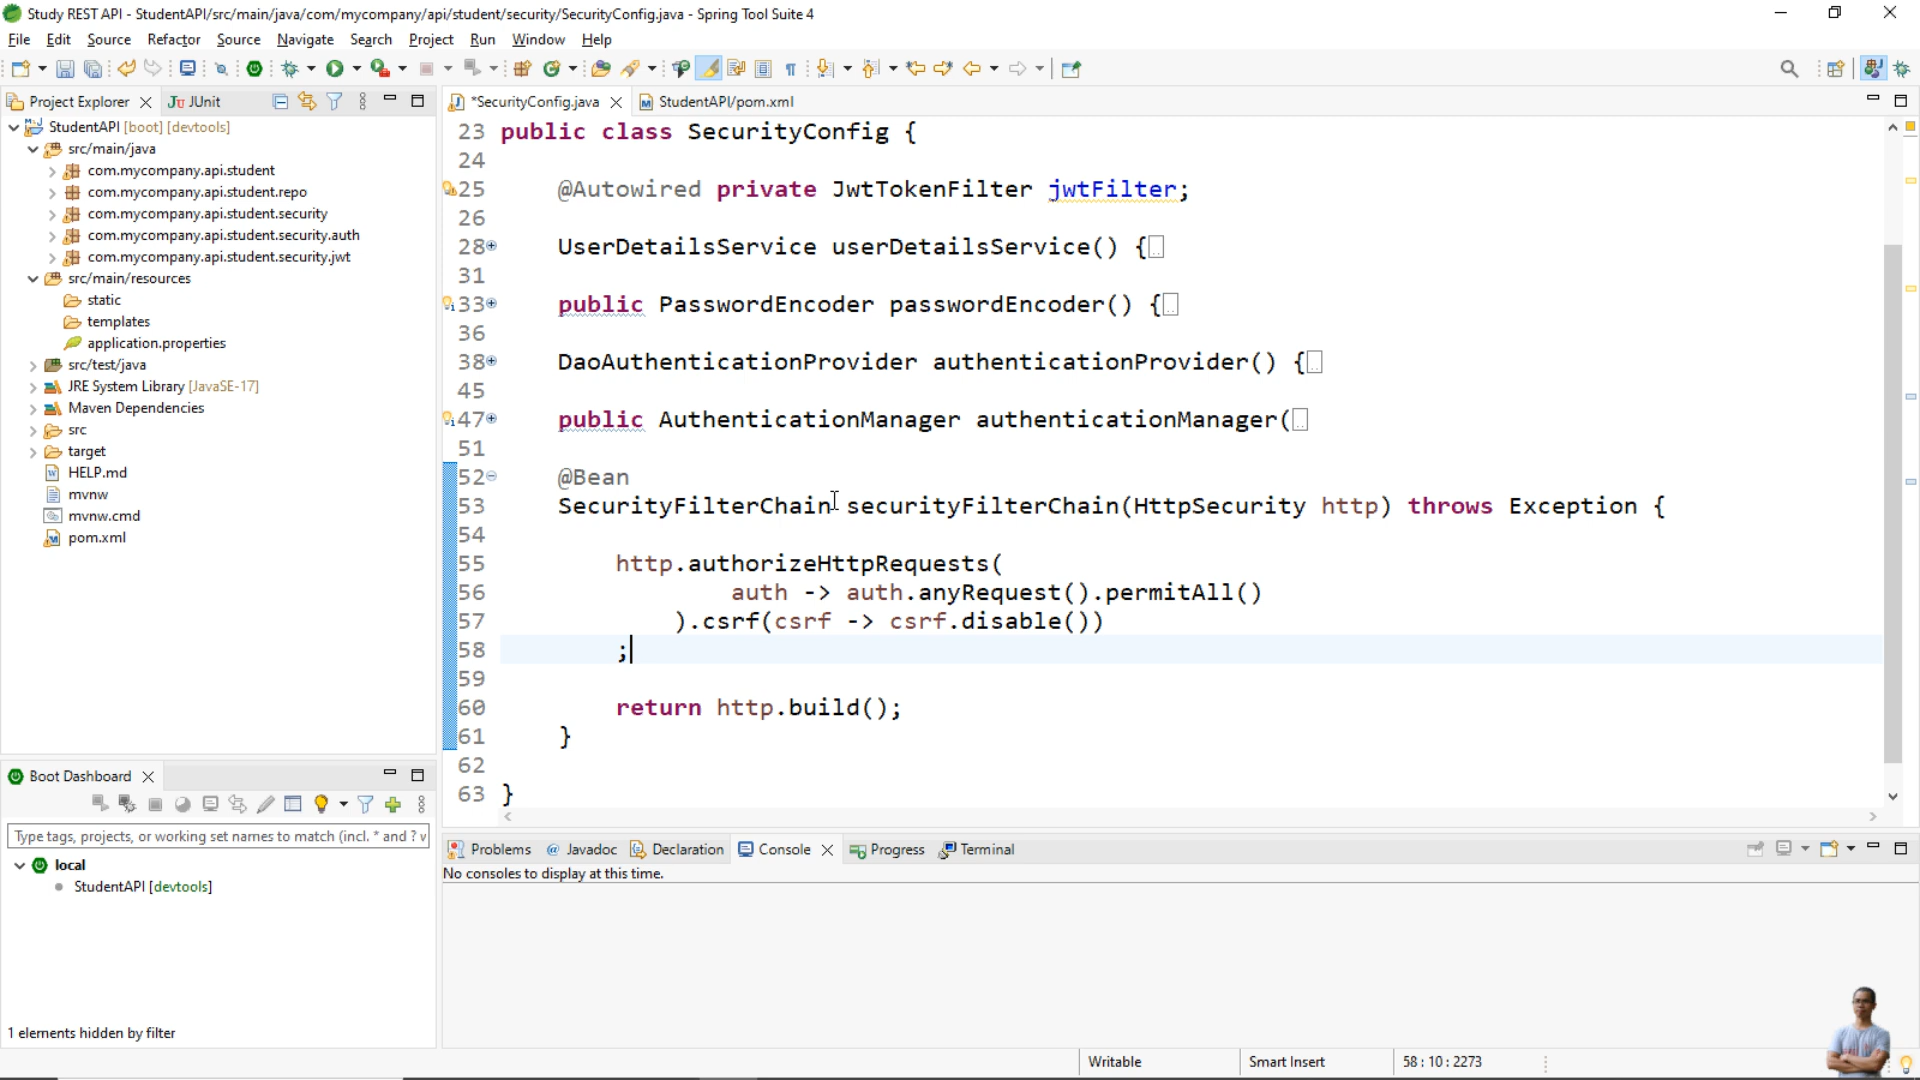 Study REST API - StudentAPI/src/main/java/com/mycompany/api/student/security/SecurityConfig.java - Spring Tool Suite 4
File Edit Source Refactor Source Navigate Search Project Run Window Help
Project Explorer
JUnit
StudentAPI [boot] [devtools]
src/main/java
com.mycompany.api.student
com.mycompany.api.student.repo
com.mycompany.api.student.security
com.mycompany.api.student.security.auth
com.mycompany.api.student.security.jwt
src/main/resources
static
templates
application.properties
src/test/java
JRE System Library [JavaSE-17]
Maven Dependencies
src
target
HELP.md
mvnw
mvnw.cmd
pom.xml
*SecurityConfig.java
StudentAPI/pom.xml
23 public class SecurityConfig {
24
25 @Autowired private JwtTokenFilter jwtFilter;
26
28 UserDetailsService userDetailsService() {
31
33 public PasswordEncoder passwordEncoder() {
36
38 DaoAuthenticationProvider authenticationProvider() {
45
47 public AuthenticationManager authenticationManager(
51
52 @Bean
53 SecurityFilterChain securityFilterChain(HttpSecurity http) throws Exception {
54
55 http.authorizeHttpRequests(
56 auth -> auth.anyRequest().permitAll()
57 ).csrf(csrf -> csrf.disable())
58 ;
59
60 return http.build();
61 }
62
63 }
Boot Dashboard
Type tags, projects, or working set names to match (incl. * and ? v
local
StudentAPI [devtools]
1 elements hidden by filter
Problems
@ Javadoc
Declaration
Console
Progress
Terminal
No consoles to display at this time.
Writable
Smart Insert
58 : 10 : 2273